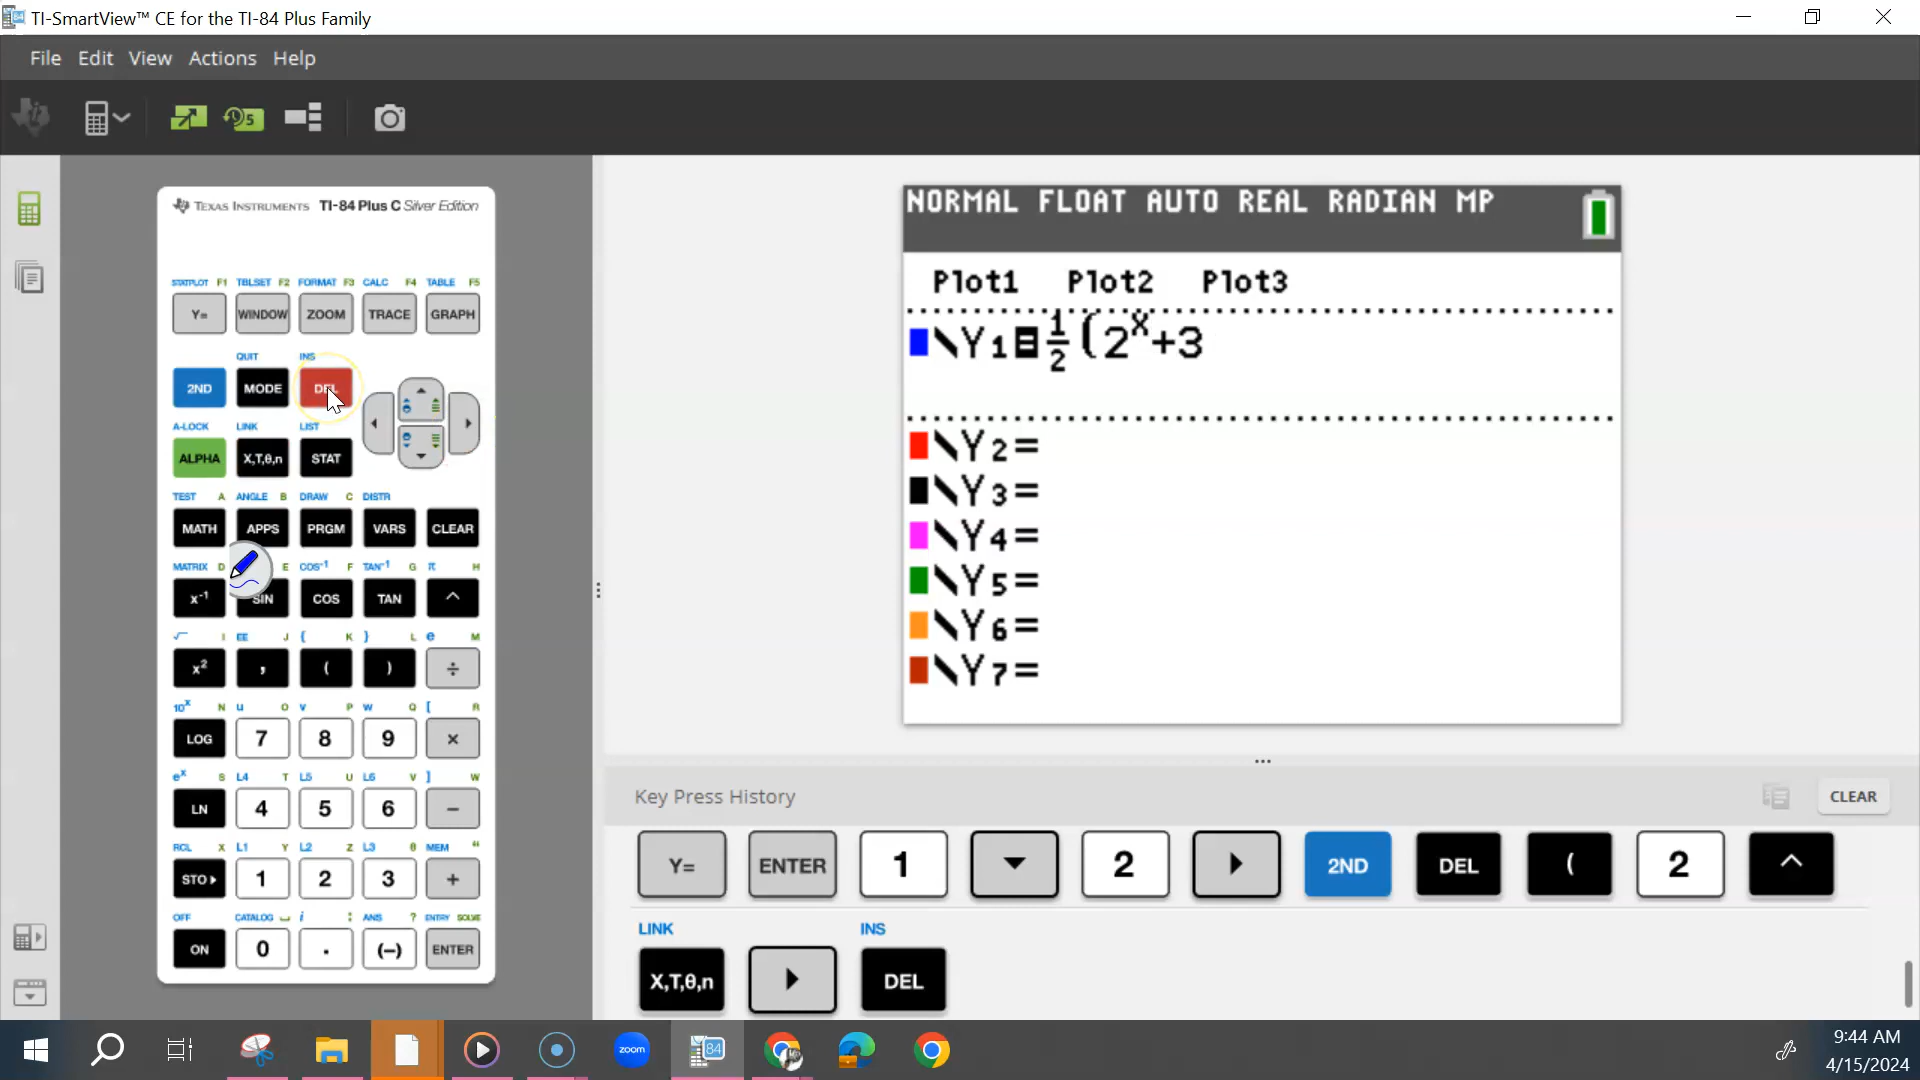 TI-SmartView™ CE for the TI-84 Plus Family
File Edit View Actions Help
5
TEXAS INSTRUMENTS TI-84 Plus C Silver Edition
STATPLOT F1 TBLSET F2 FORMAT F3 CALC F4 TABLE F5
Y= WINDOW ZOOM TRACE GRAPH
QUIT INS
2ND MODE DEL
A-LOCK LINK LIST
ALPHA X,T,θ,n STAT
TEST A ANGLE B DRAW C DISTR
MATH APPS PRGM VARS CLEAR
MATRIX D E COS⁻¹ F TAN⁻¹ G π H
x⁻¹ SIN COS TAN ^
√ I EE J { K } L e M
x² , ( ) ÷
10ˣ N u O v P w Q [ R
LOG 7 8 9 ×
eˣ S L4 T L5 U L6 V ] W
LN 4 5 6 −
RCL X L1 Y L2 Z L3 θ MEM "
STO▸ 1 2 3 +
OFF CATALOG ⎵ i : ANS ? ENTRY SOLVE
ON 0 . (−) ENTER
NORMAL FLOAT AUTO REAL RADIAN MP
Plot1 Plot2 Plot3
\Y₁=½(2ˣ+3
\Y₂=
\Y₃=
\Y₄=
\Y₅=
\Y₆=
\Y₇=
Key Press History CLEAR
Y= ENTER 1 2 2ND DEL ( 2 ^
LINK INS
X,T,θ,n DEL
zoom 84
9:44 AM
4/15/2024